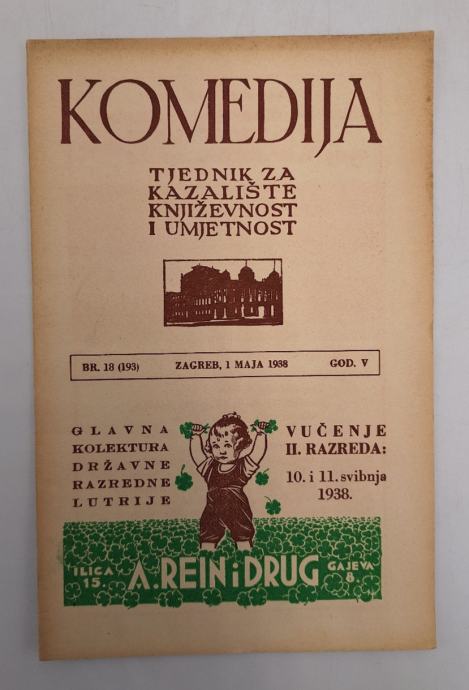 KOMEDIJA
TJEDNIK ZA
KAZALIŠTE
KNJIŽEVNOST
I UMJETNOST
BR. 18 (193) ZAGREB, 1 MAJA 1938 GOD. V
GLAVNA
KOLEKTURA
DRŽAVNE
RAZREDNE
LUTRIJE
VUČENJE
II. RAZREDA:
10. i 11. svibnja
1938.
ILICA
15.
A. REIN i DRUG
GAJEVA
8